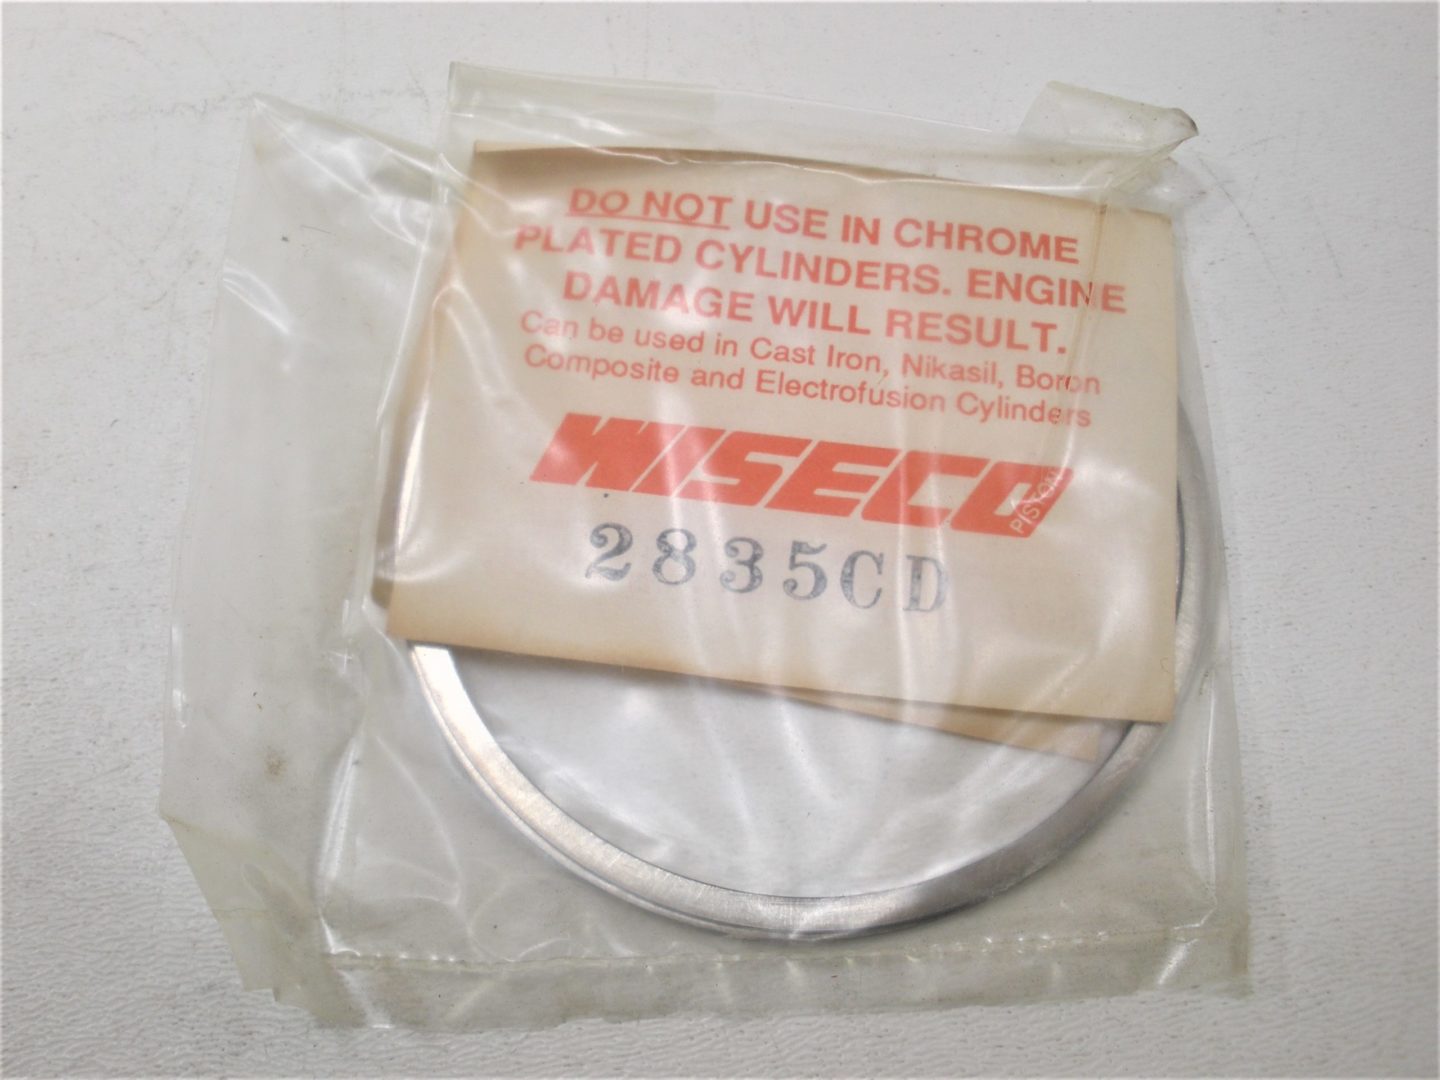 DO NOT USE IN CHROME
PLATED CYLINDERS. ENGINE
DAMAGE WILL RESULT.
Can be used in Cast Iron, Nikasil, Boron
Composite and Electrofusion Cylinders
WISECO PISTON
2835CD